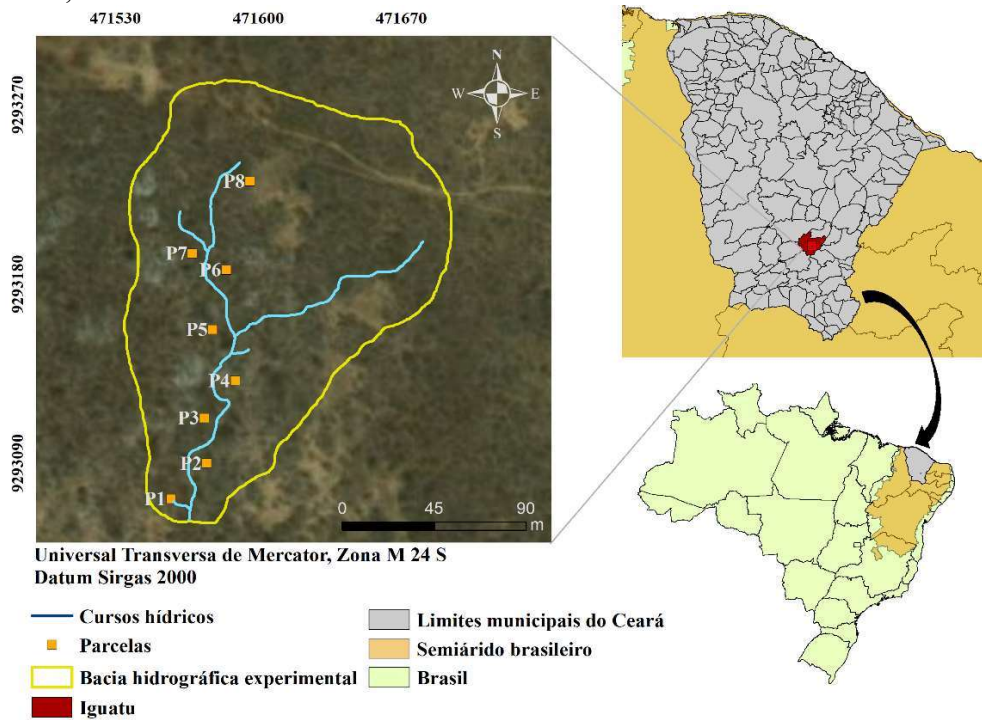 471530 471600 471670
9293270
9293180
9293090
N
W E
S
P8
P7
P6
P5
P4
P3
P2
P1
0 45 90
m
Universal Transversa de Mercator, Zona M 24 S
Datum Sirgas 2000
Cursos hídricos
Parcelas
Bacia hidrográfica experimental
Iguatu
Limites municipais do Ceará
Semiárido brasileiro
Brasil